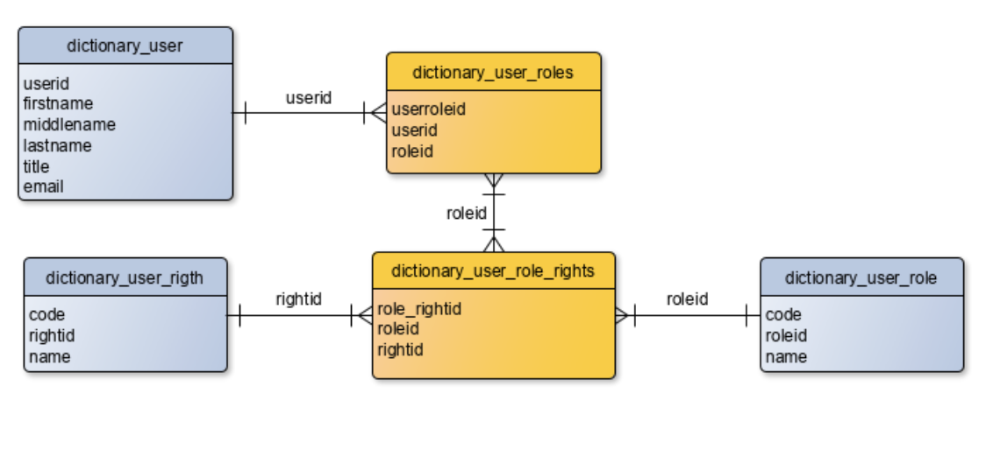 dictionary_user
userid
firstname
middlename
lastname
title
email
userid
dictionary_user_roles
userroleid
userid
roleid
roleid
dictionary_user_rigth
code
rightid
name
rightid
dictionary_user_role_rights
role_rightid
roleid
rightid
roleid
dictionary_user_role
code
roleid
name